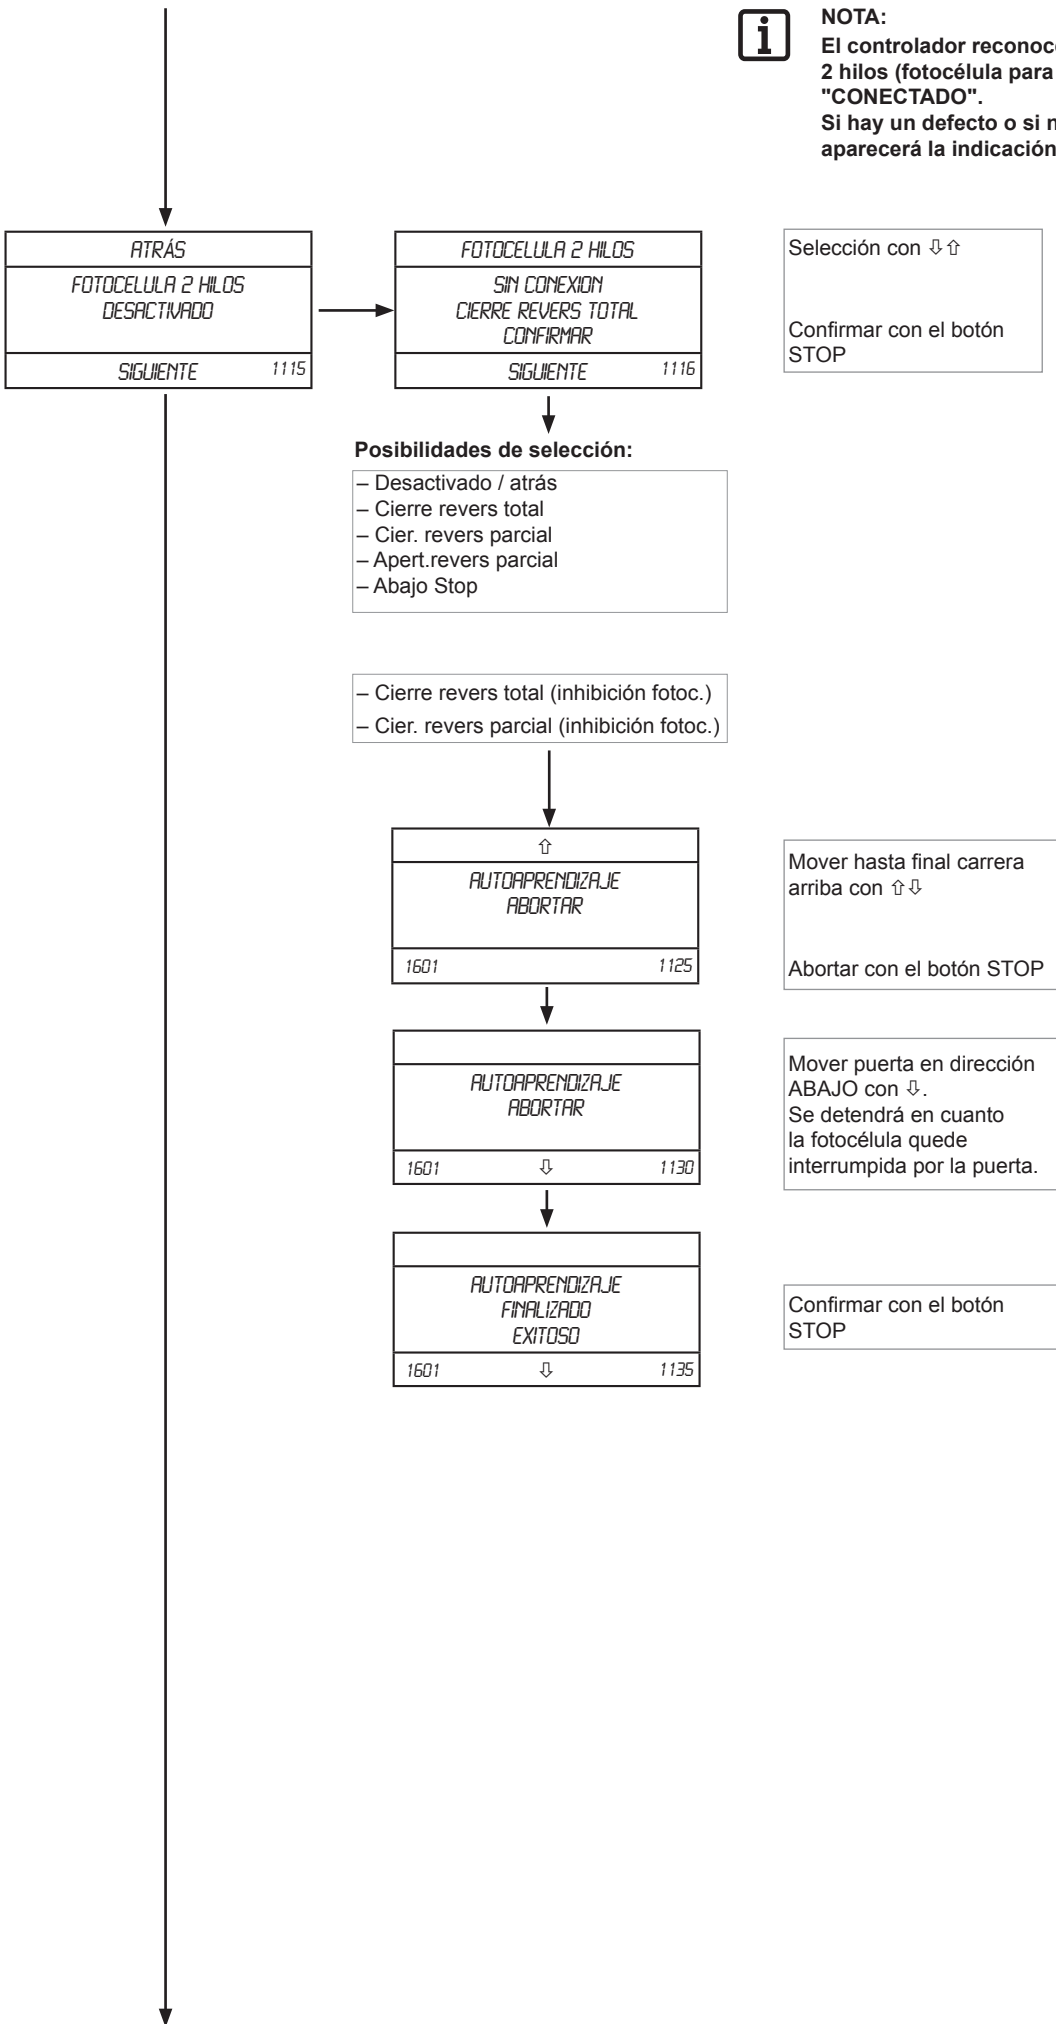 NOTA:
El controlador reconoce
2 hilos (fotocélula para
"CONECTADO".
Si hay un defecto o si n
aparecerá la indicación
ATRÁS
FOTOCELULA 2 HILOS
DESACTIVADO
SIGUIENTE 1115
FOTOCELULA 2 HILOS
SIN CONEXION
CIERRE REVERS TOTAL
CONFIRMAR
SIGUIENTE 1116
Selección con ⇩⇧
Confirmar con el botón
STOP
Posibilidades de selección:
– Desactivado / atrás
– Cierre revers total
– Cier. revers parcial
– Apert.revers parcial
– Abajo Stop
– Cierre revers total (inhibición fotoc.)
– Cier. revers parcial (inhibición fotoc.)
⇧
AUTOAPRENDIZAJE
ABORTAR
1601 1125
Mover hasta final carrera
arriba con ⇧⇩
Abortar con el botón STOP
AUTOAPRENDIZAJE
ABORTAR
1601 ⇩ 1130
Mover puerta en dirección
ABAJO con ⇩.
Se detendrá en cuanto
la fotocélula quede
interrumpida por la puerta.
AUTOAPRENDIZAJE
FINALIZADO
EXITOSO
1601 ⇩ 1135
Confirmar con el botón
STOP